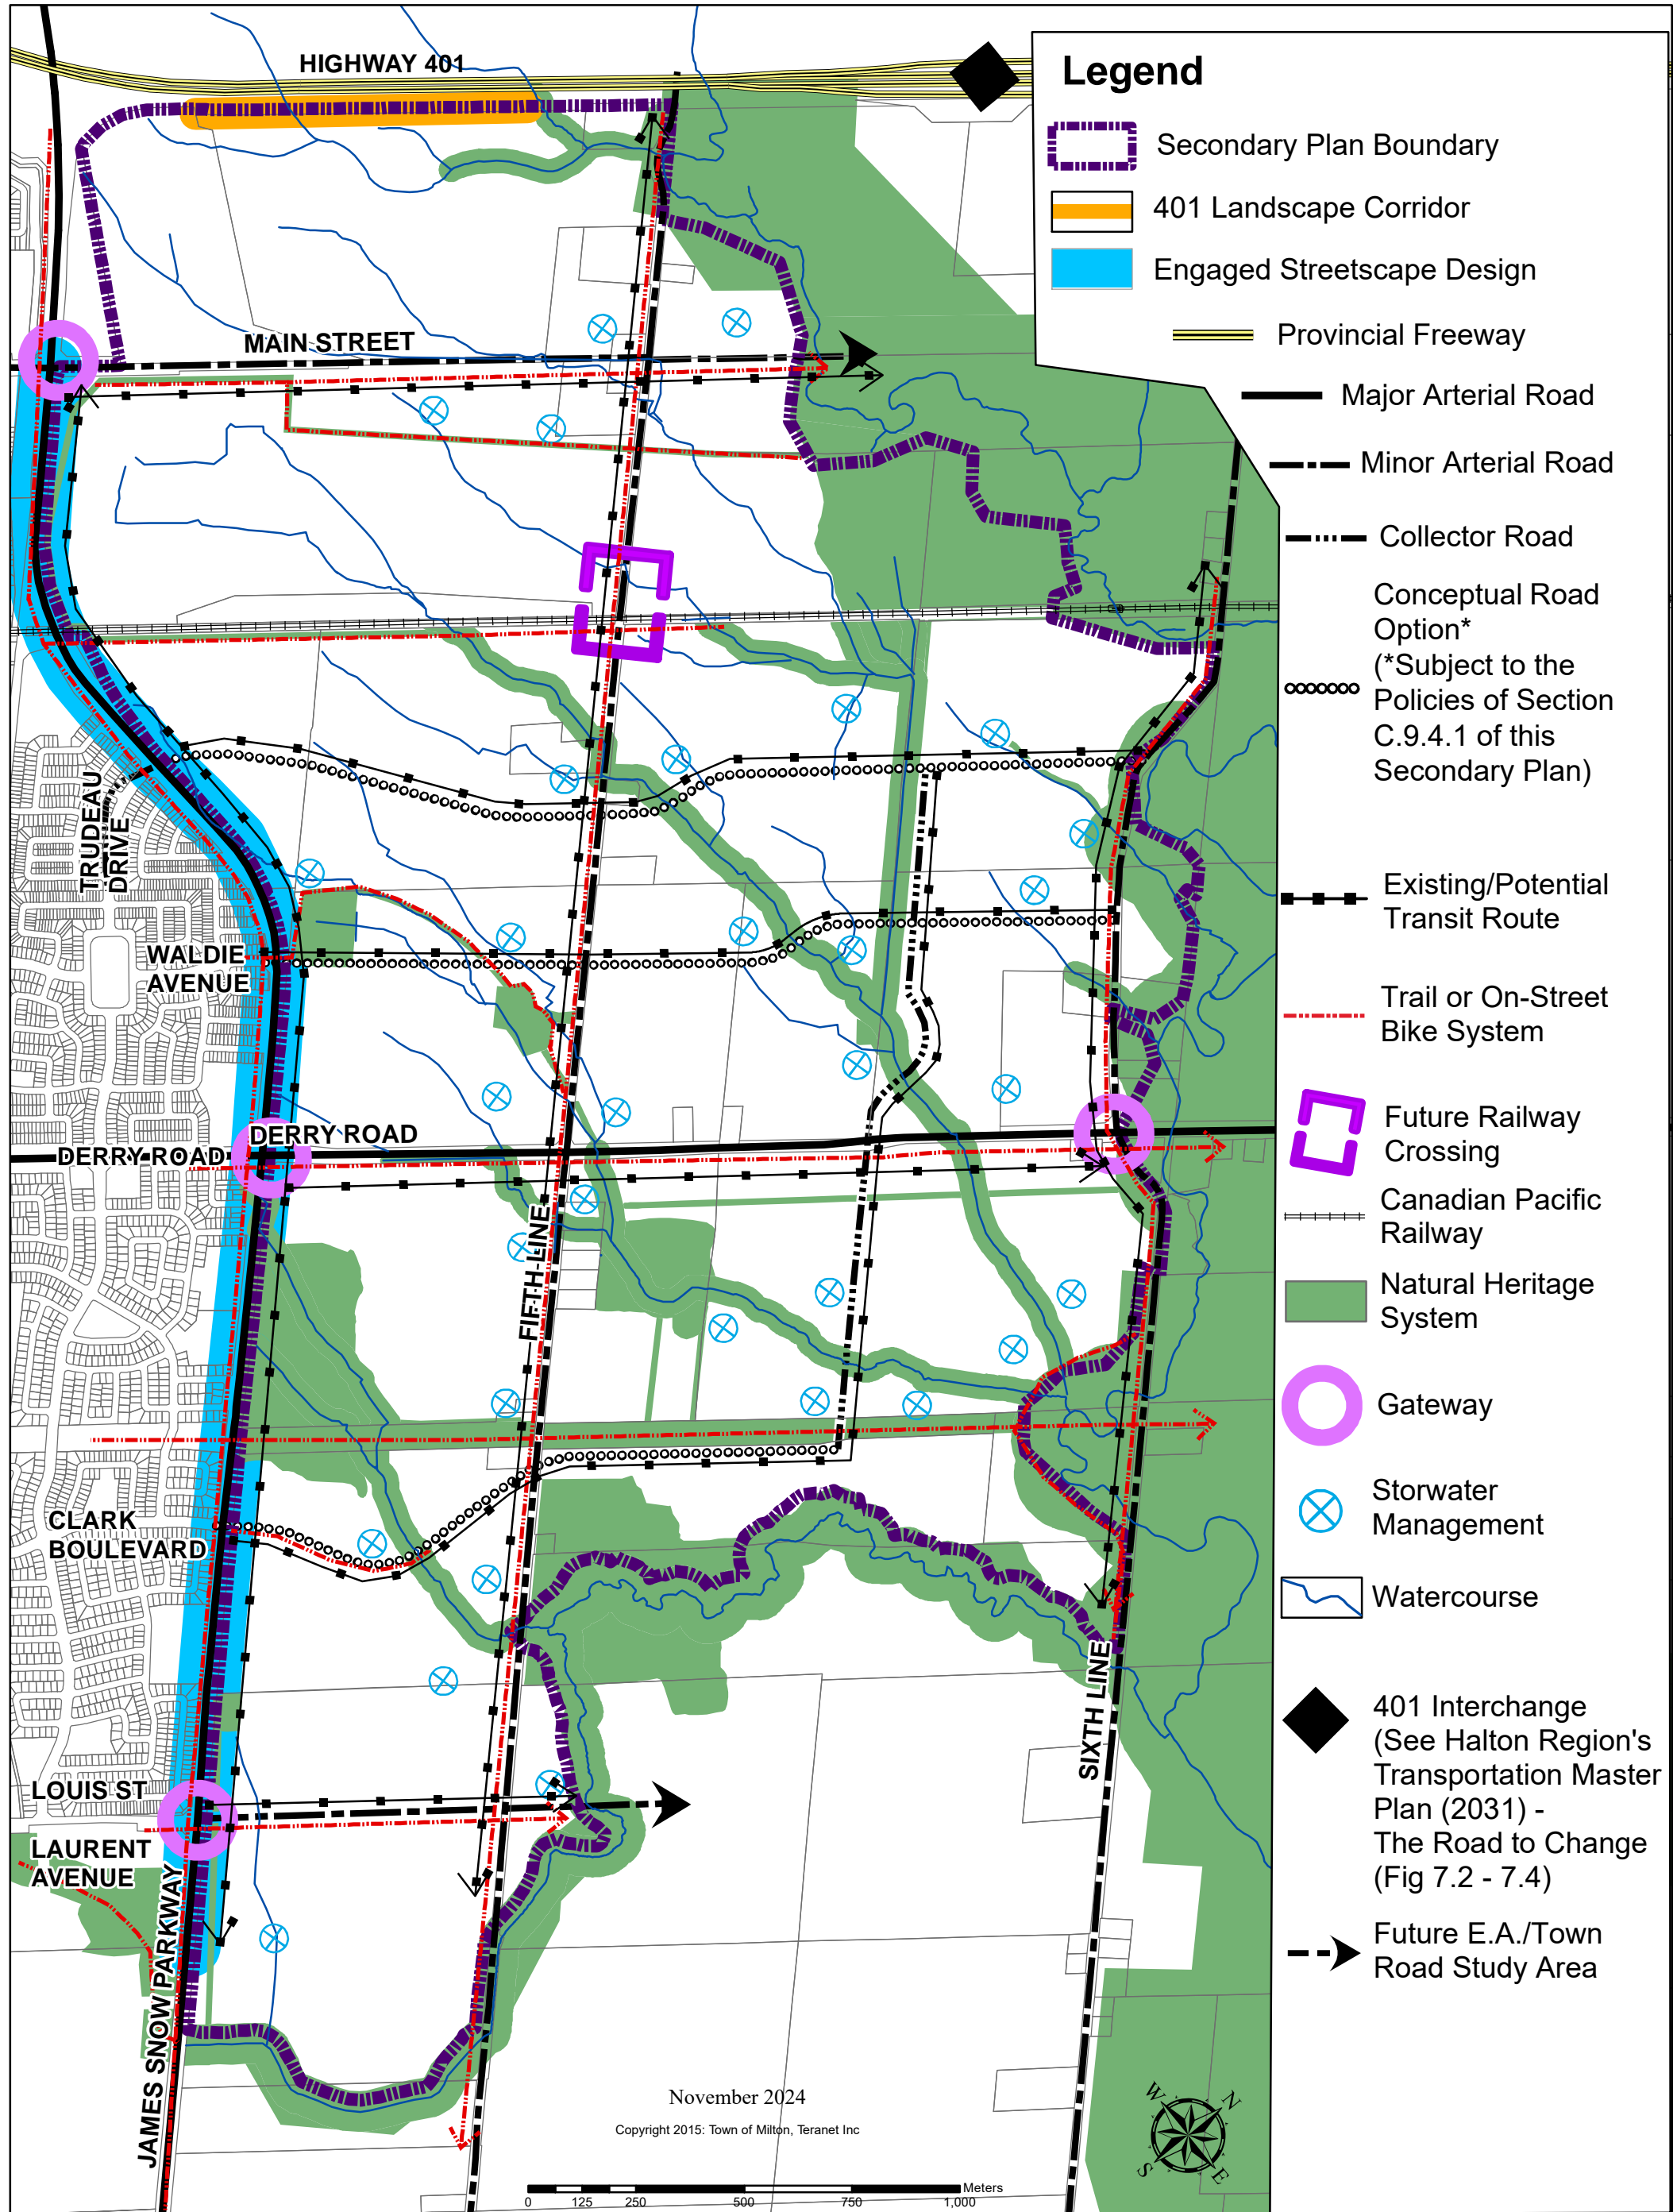 HIGHWAY 401
MAIN STREET
TRUDEAU
DRIVE
WALDIE
AVENUE
DERRY ROAD
DERRY ROAD
FIFTH LINE
CLARK
BOULEVARD
SIXTH LINE
LOUIS ST
LAURENT
AVENUE
JAMES SNOW PARKWAY
Legend
Secondary Plan Boundary
401 Landscape Corridor
Engaged Streetscape Design
Provincial Freeway
Major Arterial Road
Minor Arterial Road
Collector Road
Conceptual Road
Option*
(*Subject to the
Policies of Section
C.9.4.1 of this
Secondary Plan)
Existing/Potential
Transit Route
Trail or On-Street
Bike System
Future Railway
Crossing
Canadian Pacific
Railway
Natural Heritage
System
Gateway
Storwater
Management
Watercourse
401 Interchange
(See Halton Region's
Transportation Master
Plan (2031) -
The Road to Change
(Fig 7.2 - 7.4)
Future E.A./Town
Road Study Area
November 2024
Copyright 2015: Town of Milton, Teranet Inc
W N
S E
Meters
0 125 250 500 750 1,000